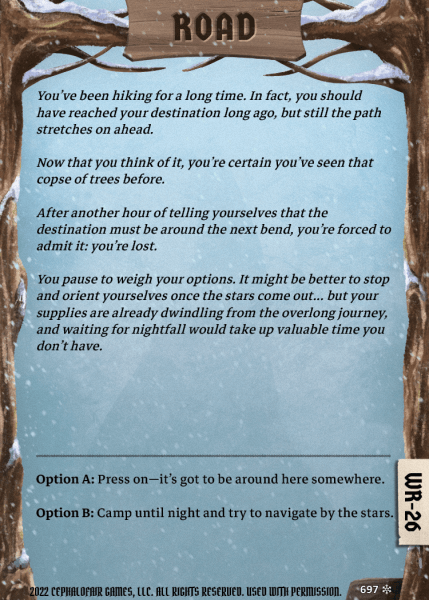 ROAD
You've been hiking for a long time. In fact, you should
have reached your destination long ago, but still the path
stretches on ahead.
Now that you think of it, you're certain you've seen that
copse of trees before.
After another hour of telling yourselves that the
destination must be around the next bend, you're forced to
admit it: you're lost.
You pause to weigh your options. It might be better to stop
and orient yourselves once the stars come out... but your
supplies are already dwindling from the overlong journey,
and waiting for nightfall would take up valuable time you
don't have.
Option A: Press on—it's got to be around here somewhere.
Option B: Camp until night and try to navigate by the stars.
WR-26
2022 CEPHALOFAIR GAMES, LLC. ALL RIGHTS RESERVED. USED WITH PERMISSION.
697